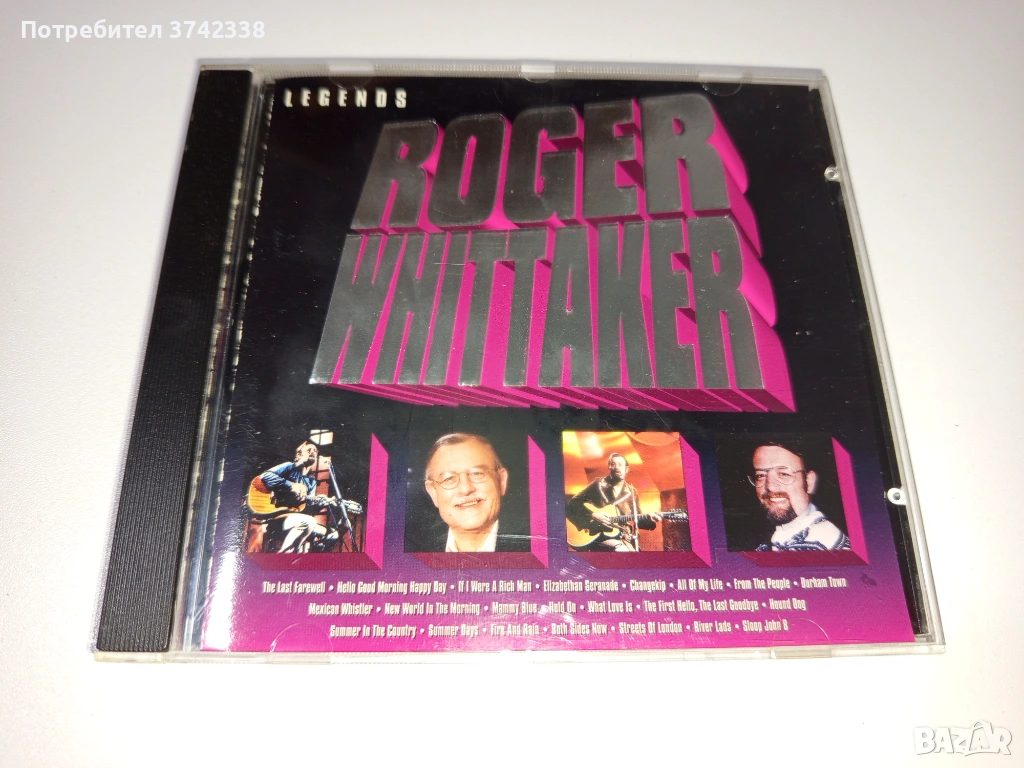 Потребител 3742338
LEGENDS
ROGER
WHITTAKER
The Last Farewell • Hello Good Morning Happy Day • If I Were A Rich Man • Elizabethan Serenade • Changekip • All Of My Life • From The People • Durham Town
Mexican Whistler • New World In The Morning • Mammy Blue • Hold On • What Love Is • The First Hello, The Last Goodbye • Hound Dog
Summer In The Country • Summer Days • Fire And Rain • Both Sides Now • Streets Of London • River Lady • Sloop John B
BAZAR